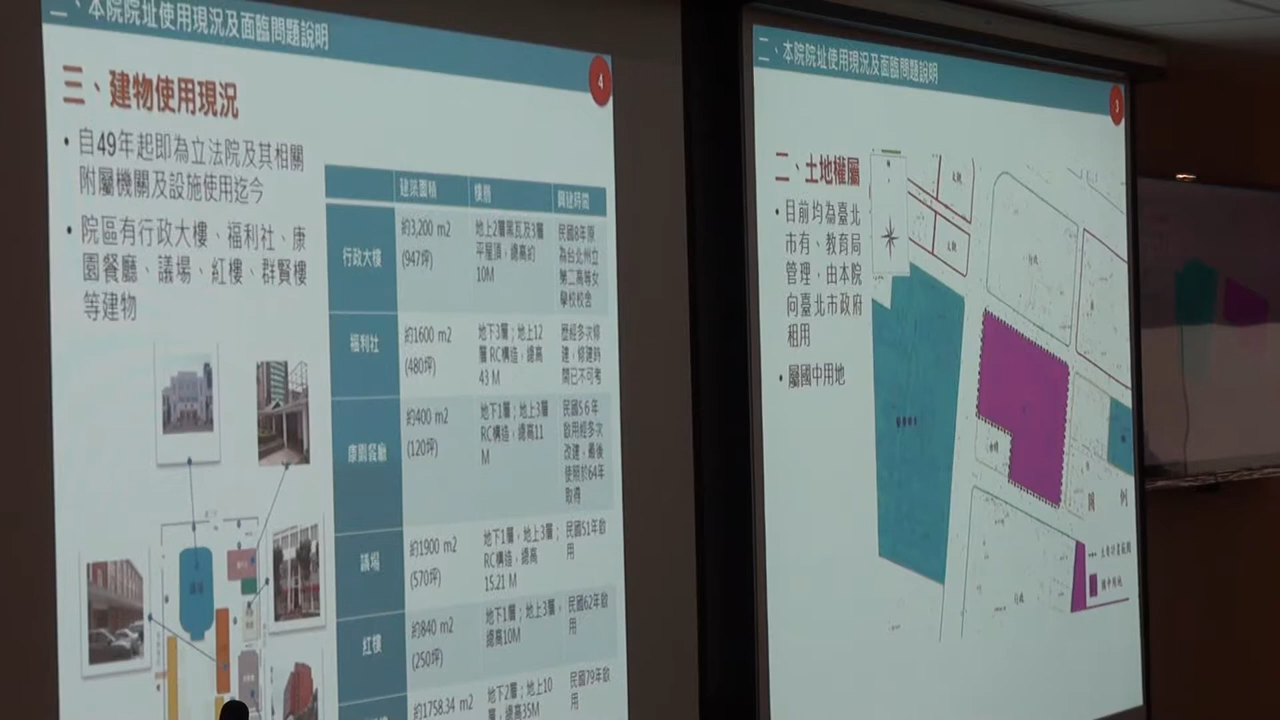 二、本院院址使用現況及面臨問題說明
4
三、建物使用現況
• 自49年起即為立法院及其相關
附屬機關及設施使用迄今
• 院區有行政大樓、福利社、康
園餐廳、議場、紅樓、群賢樓
等建物
建築面積 樓層 興建時間
行政大樓
約3,200 m2
(947坪)
地上2層黑瓦及3層
平屋頂，總高約
10M
民國8年原
為台北州立
第二高等女
學校校舍
福利社
約1600 m2
(480坪)
地下3層；地上12
層RC構造，總高
43 M
歷經多次修
建，修建時
間已不可考
康園餐廳
約400 m2
(120坪)
地下1層；地上3層
RC構造，總高11
M
民國56年
啟用經多次
改建，最後
使照於64年
取得
議場
約1900 m2
(570坪)
地下1層，地上3層；
RC構造，總高
15.21 M
民國51年啟
用
紅樓
約840 m2
(250坪)
地下1層；地上3層，
總高10M
民國62年啟
用
約1758.34 m2
地下2層；地上10
層，總高35M
民國79年啟
用
二、本院院址使用現況及面臨問題說明
3
二、土地權屬
• 目前均為臺北
市有、教育局
管理，由本院
向臺北市政府
租用
• 屬國中用地
圖 例
國中用地
行政